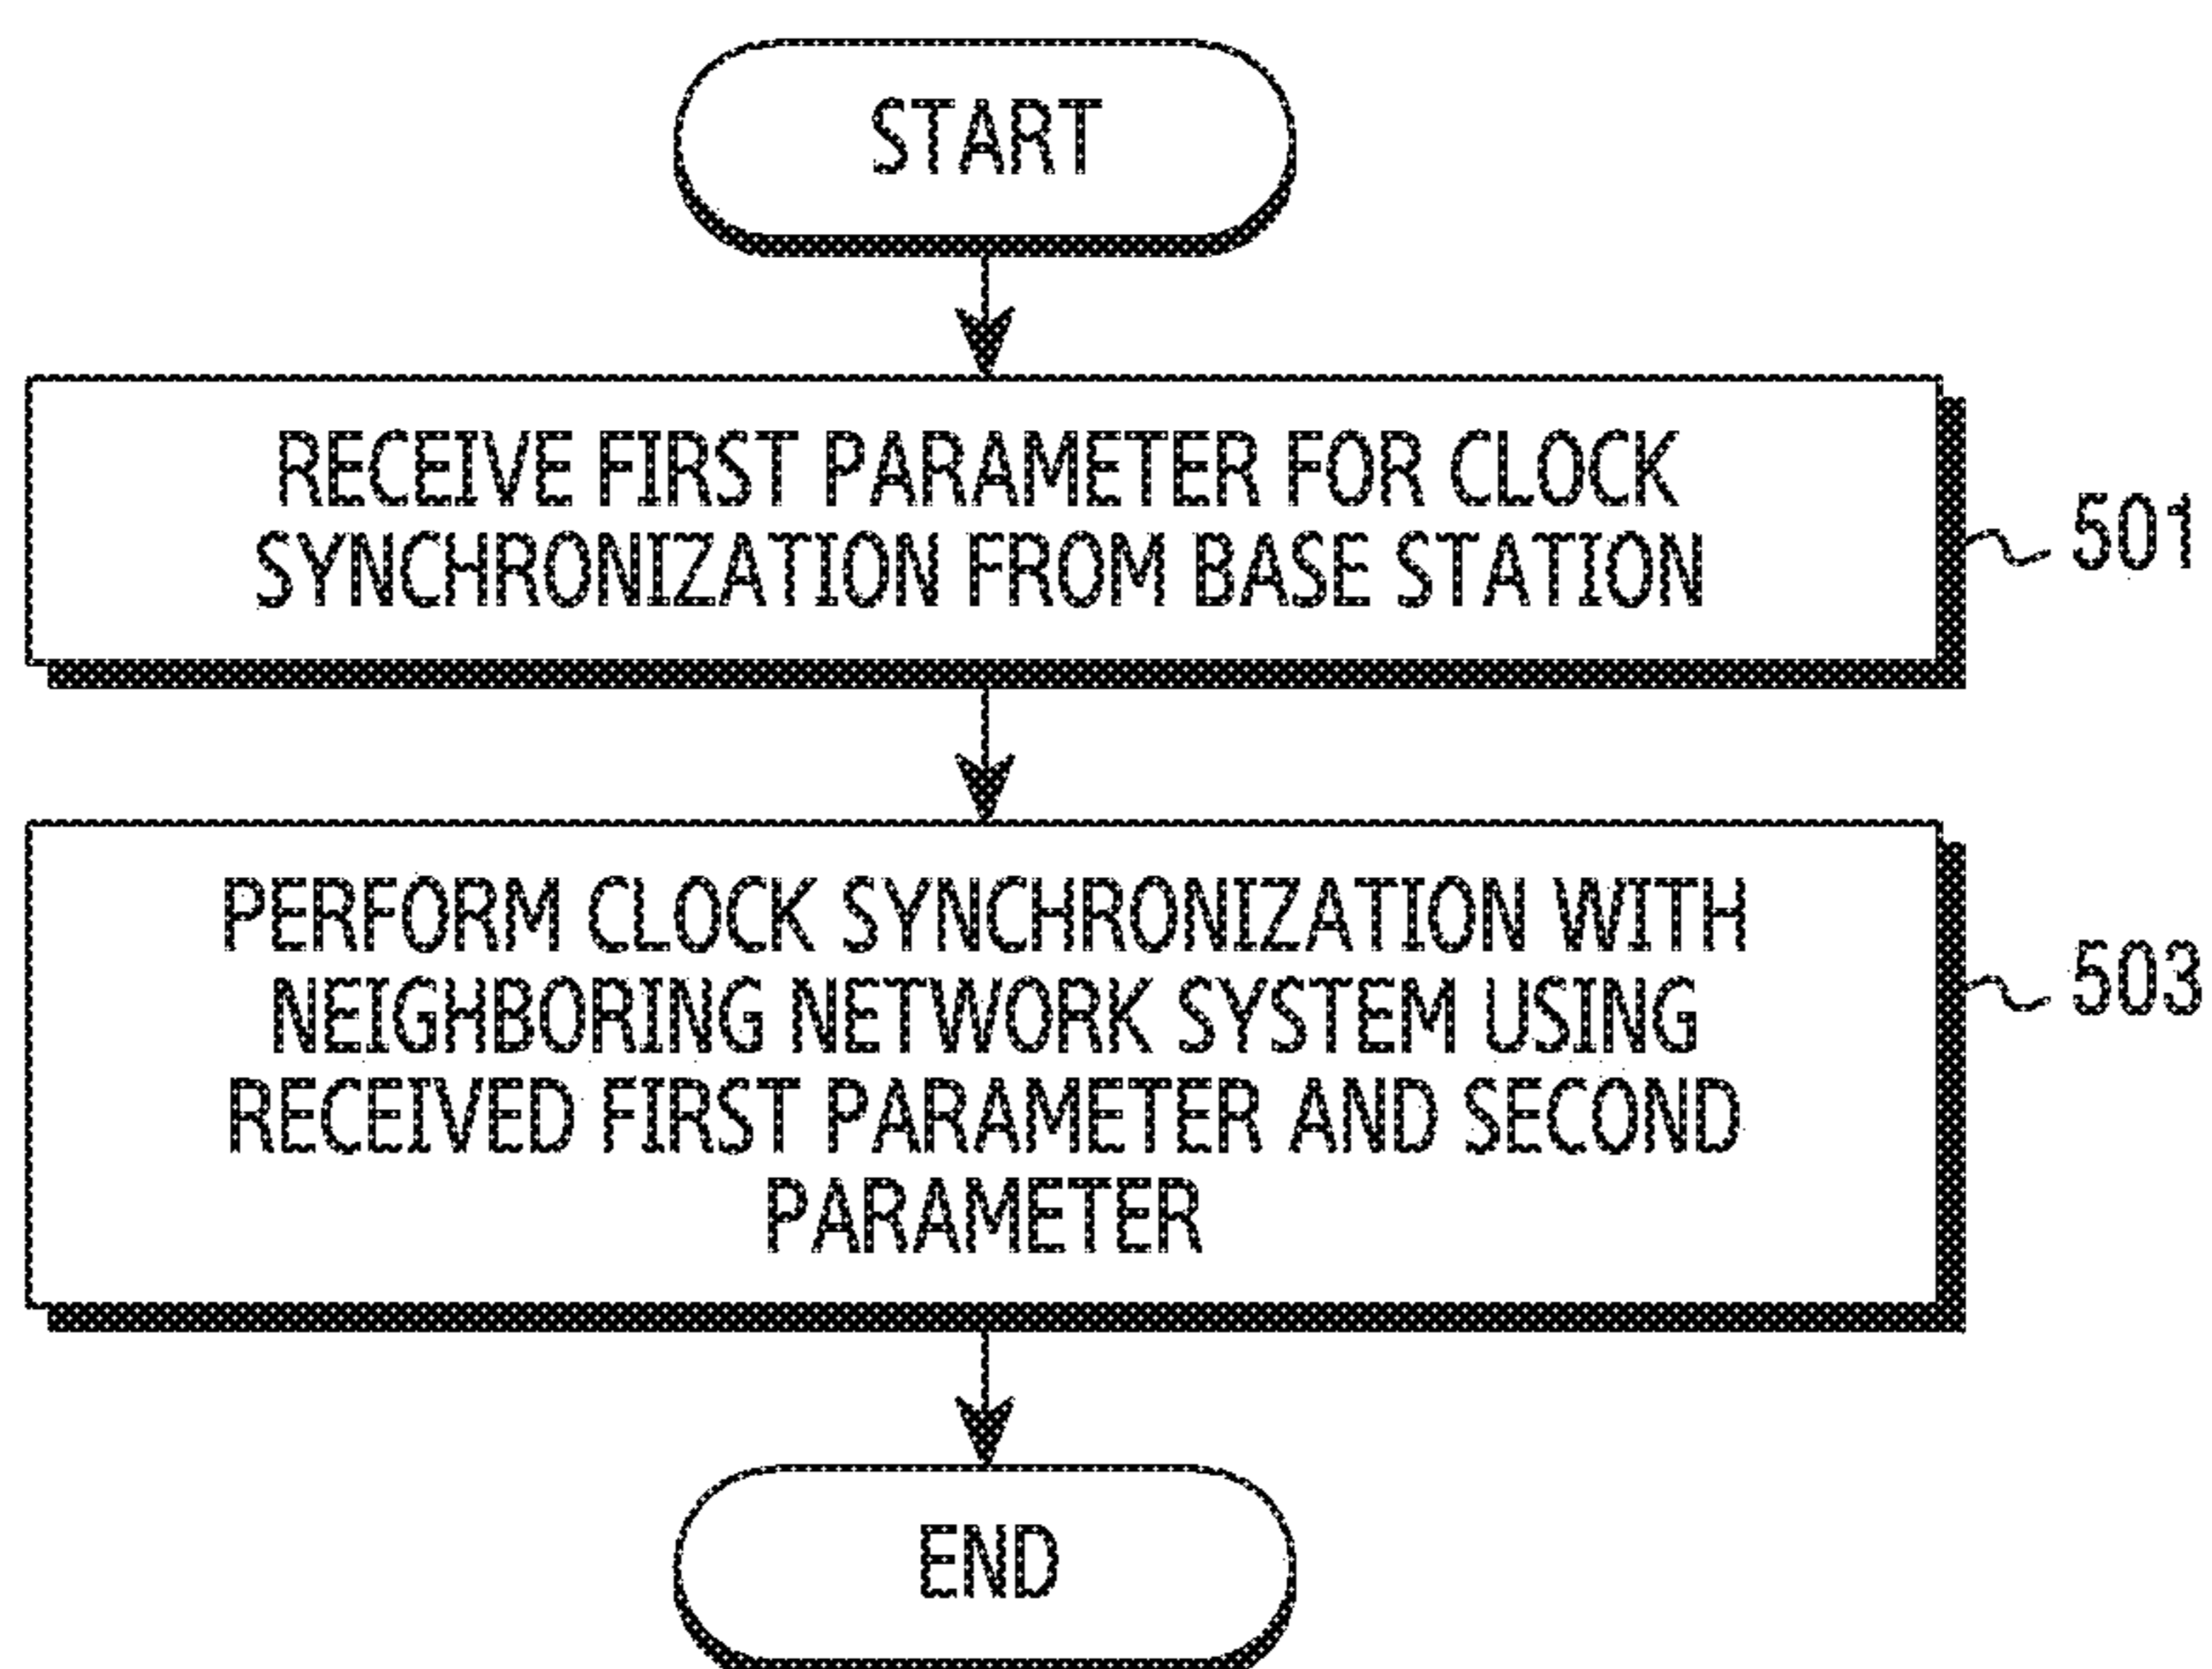 START
RECEIVE FIRST PARAMETER FOR CLOCK
SYNCHRONIZATION FROM BASE STATION
501
PERFORM CLOCK SYNCHRONIZATION WITH
NEIGHBORING NETWORK SYSTEM USING
RECEIVED FIRST PARAMETER AND SECOND
PARAMETER
503
END